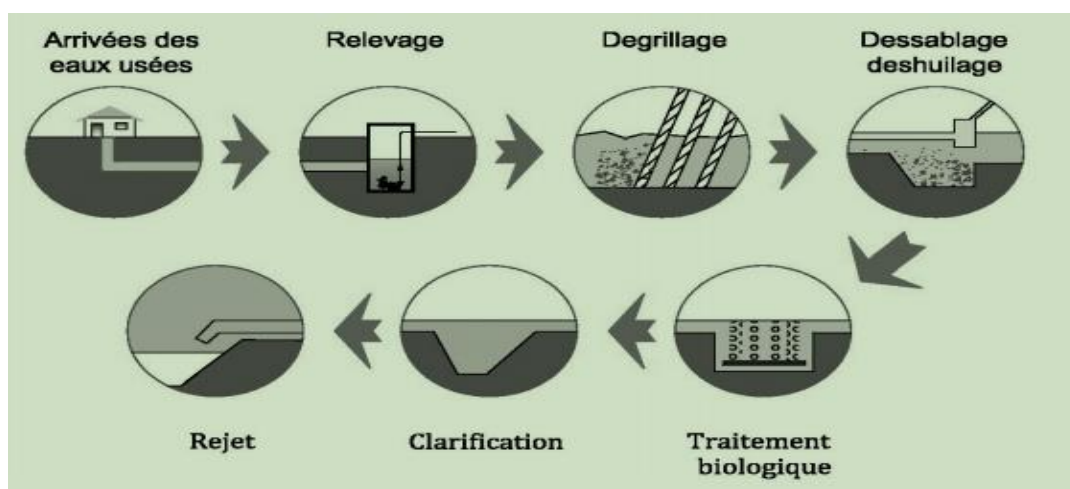 Arrivées des
eaux usées
Relevage
Degrillage
Dessablage
deshuilage
Rejet
Clarification
Traitement
biologique